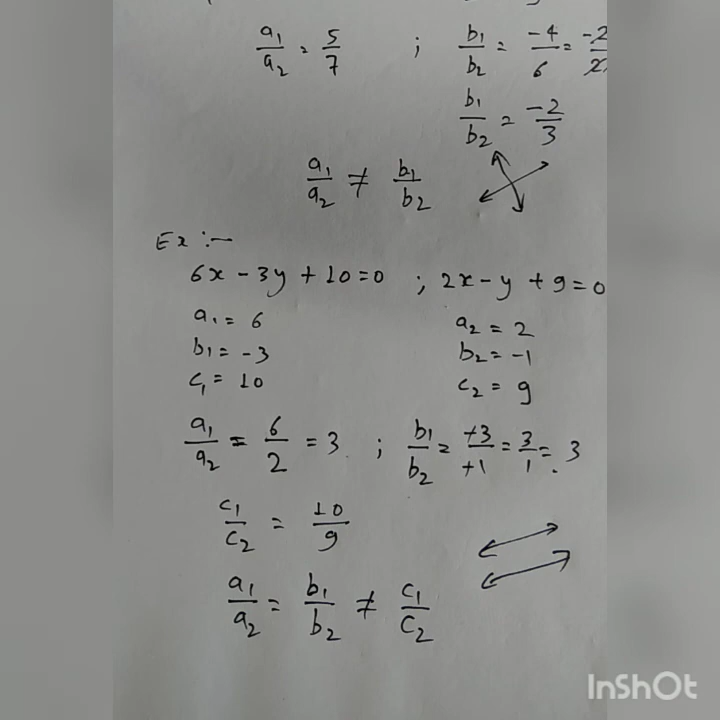 a₁/a₂ = 5/7 ; b₁/b₂ = -4/6 = -2/
b₁/b₂ = -2/3
a₁/a₂ ≠ b₁/b₂
Ex :-
6x - 3y + 10 = 0 ; 2x - y + 9 = 0
a₁ = 6 a₂ = 2
b₁ = -3 b₂ = -1
c₁ = 10 c₂ = 9
a₁/a₂ = 6/2 = 3 ; b₁/b₂ = +3/+1 = 3/1 = 3
c₁/c₂ = 10/9
a₁/a₂ = b₁/b₂ ≠ c₁/c₂
InShOt